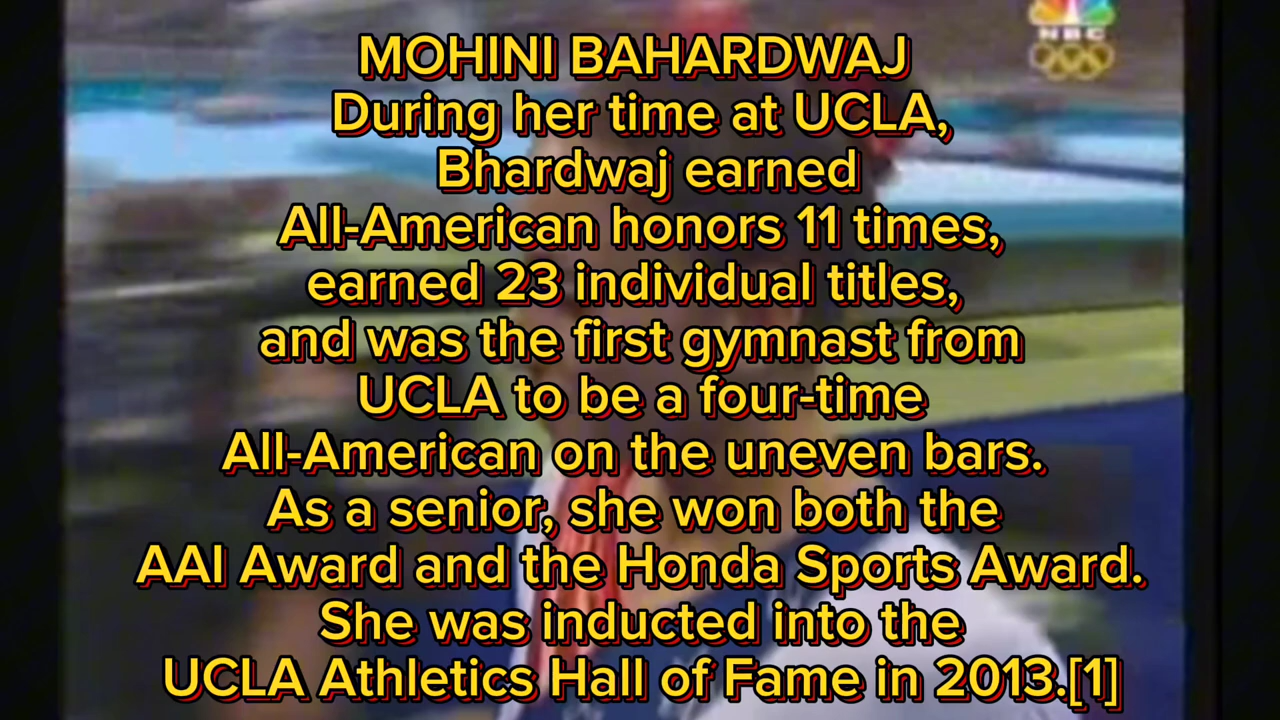 NBC
MOHINI BAHARDWAJ
During her time at UCLA,
Bhardwaj earned
All-American honors 11 times,
earned 23 individual titles,
and was the first gymnast from
UCLA to be a four-time
All-American on the uneven bars.
As a senior, she won both the
AAI Award and the Honda Sports Award.
She was inducted into the
UCLA Athletics Hall of Fame in 2013.[1]